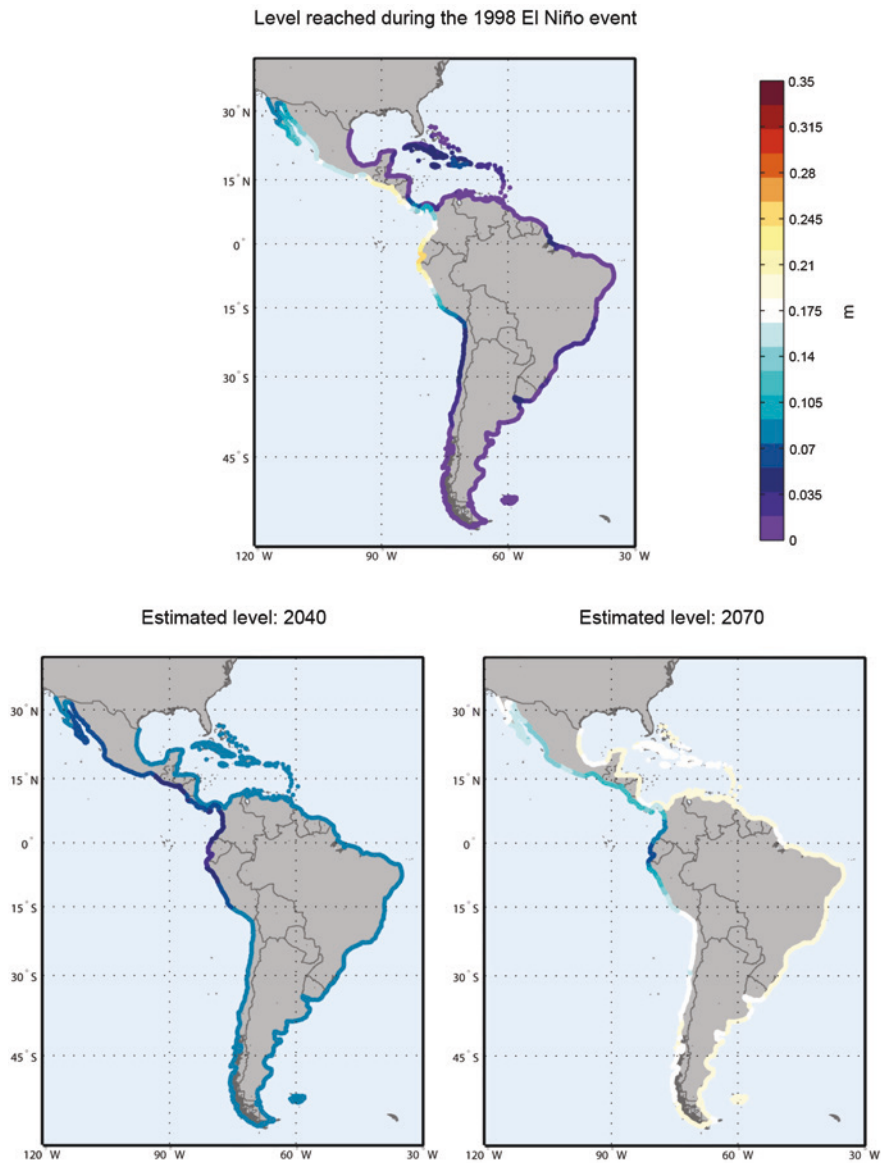 Level reached during the 1998 El Niño event
30° N
15° N
0°
15° S
30° S
45° S
120 °W
90 °W
60 °W
30 °W
0.35
0.315
0.28
0.245
0.21
0.175
0.14
0.105
0.07
0.035
0
m
Estimated level: 2040
30° N
15° N
0°
15° S
30° S
45° S
120 °W
90 °W
60 °W
30 °W
Estimated level: 2070
30° N
15° N
0°
15° S
30° S
45° S
120 °W
90 °W
60 °W
30 °W